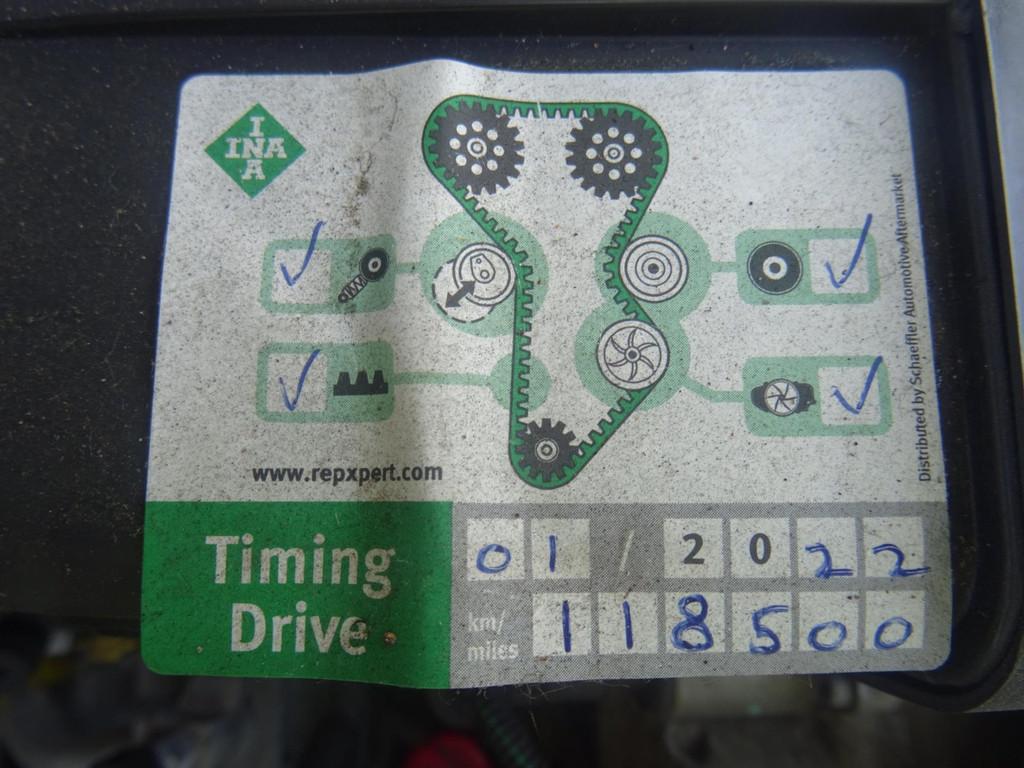 I
INA
A
www.repxpert.com
Distributed by Schaeffler Automotive Aftermarket
Timing
Drive
01 / 2022
km/
miles
118500